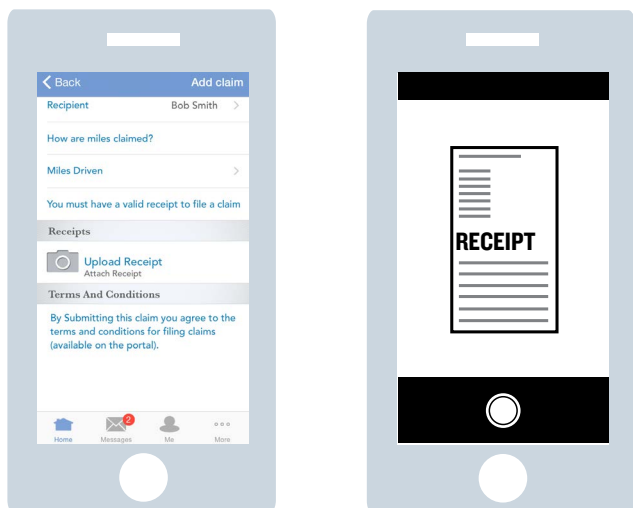 Back Add claim
Recipient Bob Smith
How are miles claimed?
Miles Driven
You must have a valid receipt to file a claim
Receipts
Upload Receipt
Attach Receipt
Terms And Conditions
By Submitting this claim you agree to the
terms and conditions for filing claims
(available on the portal).
2
Home Messages Me More
RECEIPT